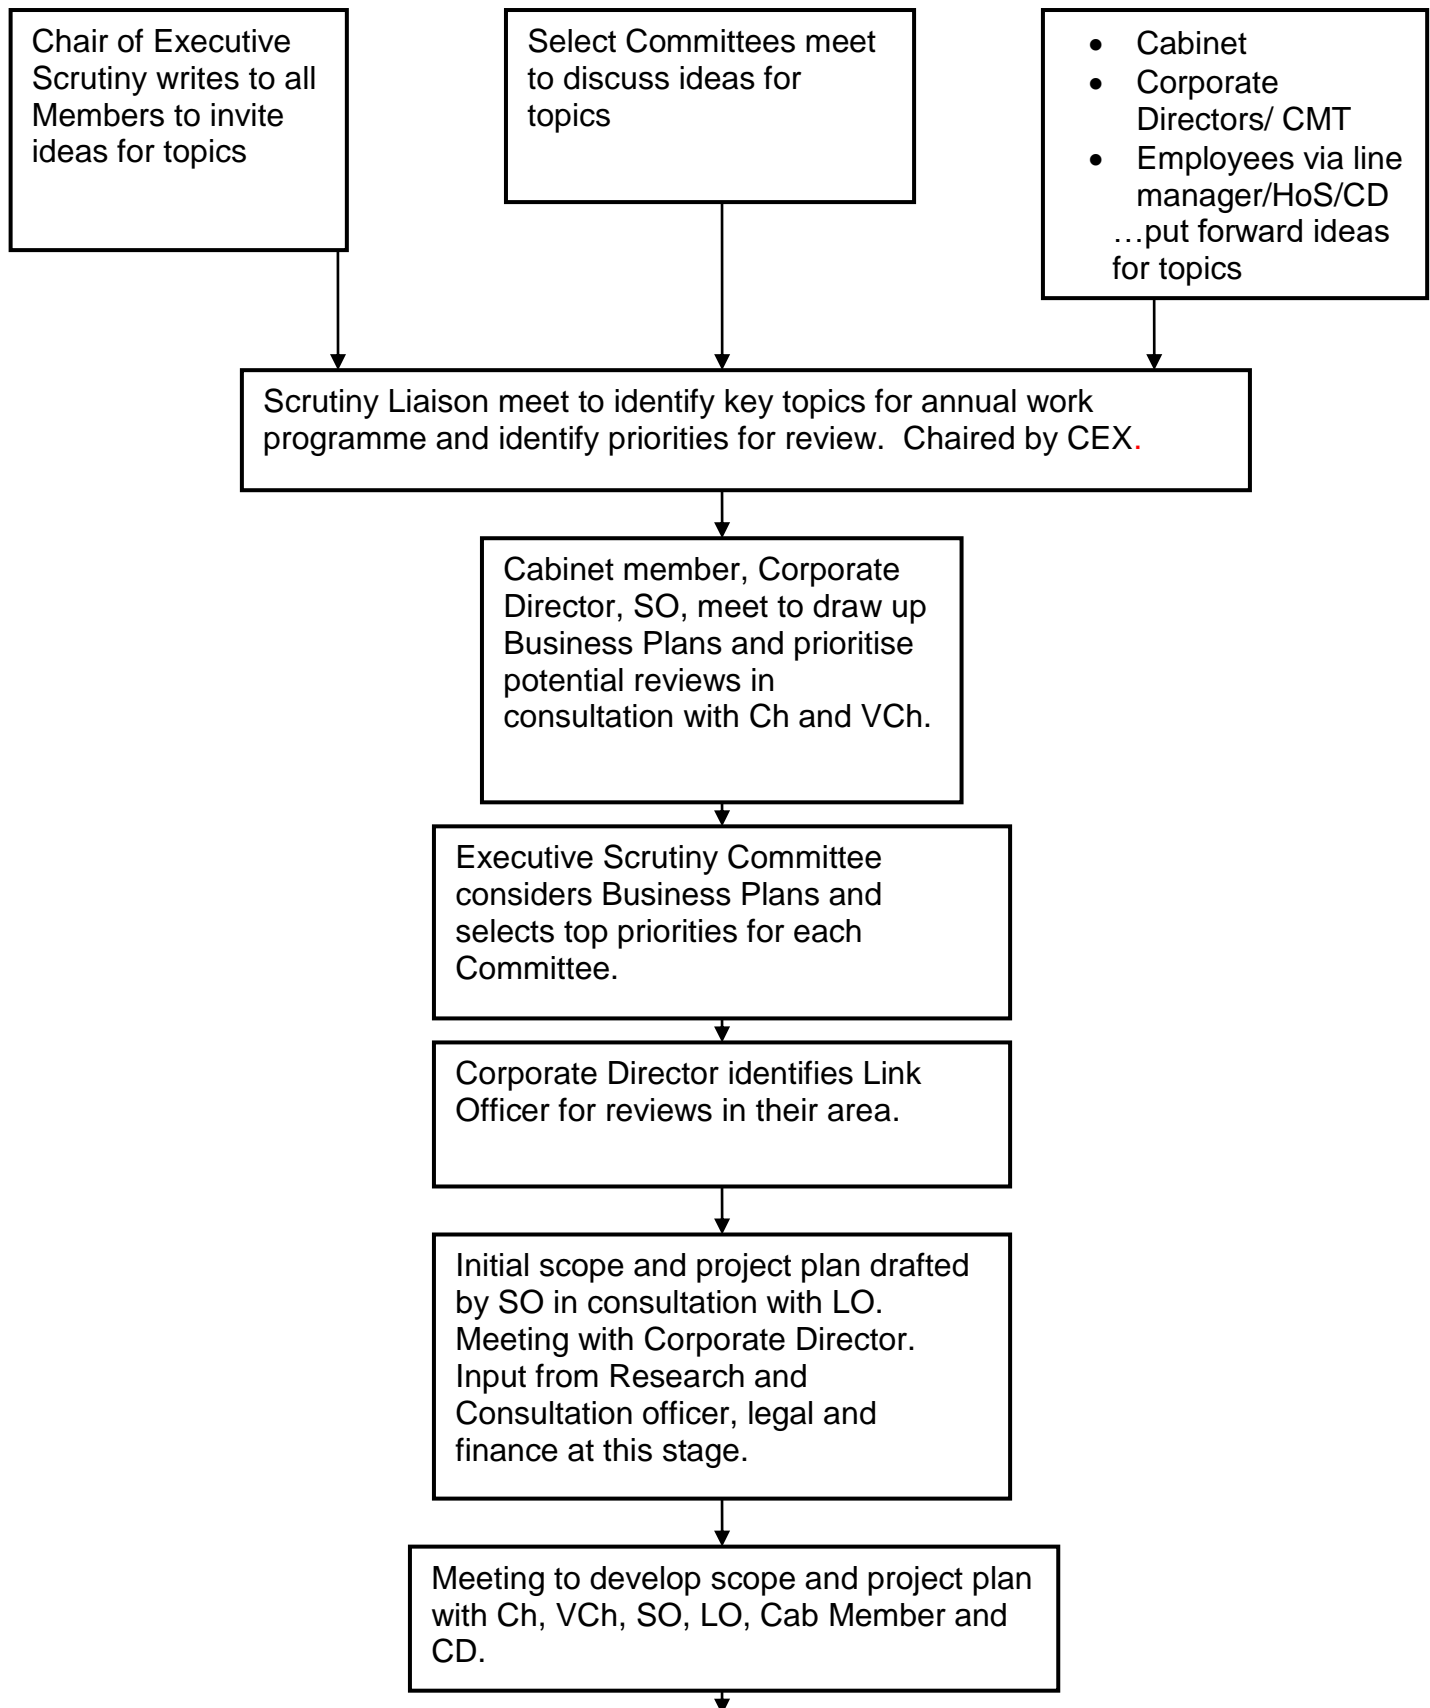 Chair of Executive
Scrutiny writes to all
Members to invite
ideas for topics
Select Committees meet
to discuss ideas for
topics
• Cabinet
• Corporate
Directors/ CMT
• Employees via line
manager/HoS/CD
…put forward ideas
for topics
Scrutiny Liaison meet to identify key topics for annual work
programme and identify priorities for review.  Chaired by CEX.
Cabinet member, Corporate
Director, SO, meet to draw up
Business Plans and prioritise
potential reviews in
consultation with Ch and VCh.
Executive Scrutiny Committee
considers Business Plans and
selects top priorities for each
Committee.
Corporate Director identifies Link
Officer for reviews in their area.
Initial scope and project plan drafted
by SO in consultation with LO.
Meeting with Corporate Director.
Input from Research and
Consultation officer, legal and
finance at this stage.
Meeting to develop scope and project plan
with Ch, VCh, SO, LO, Cab Member and
CD.